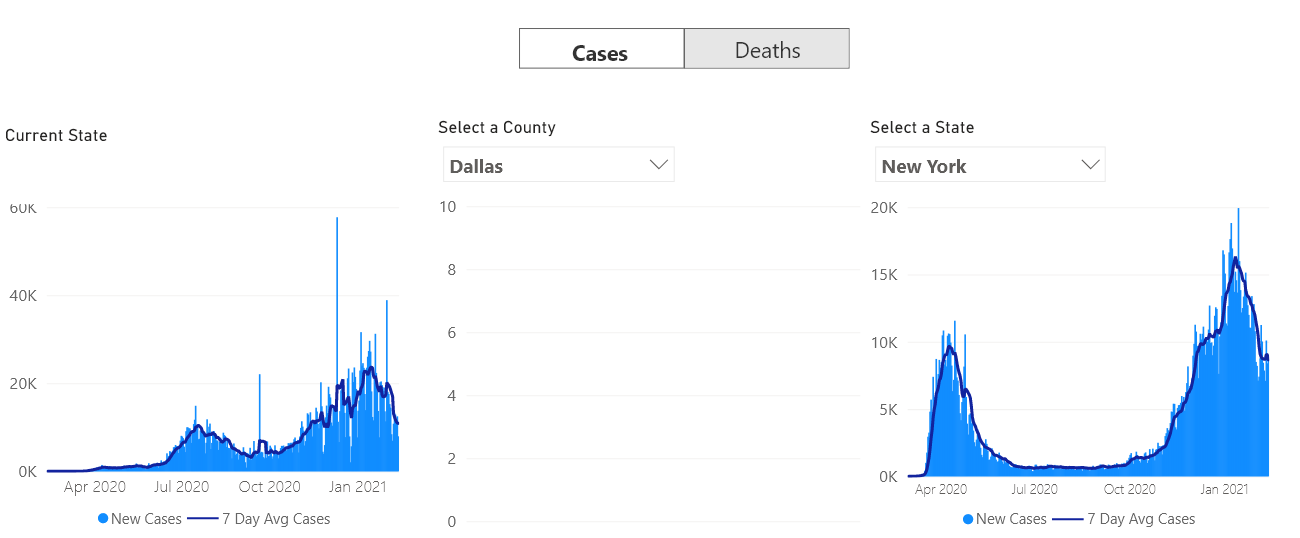 Cases
Deaths
Current State
Select a County
Select a State
Dallas
New York
60K
40K
20K
0K
Apr 2020 Jul 2020 Oct 2020 Jan 2021
New Cases 7 Day Avg Cases
10
8
6
4
2
0
20K
15K
10K
5K
0K
Apr 2020 Jul 2020 Oct 2020 Jan 2021
New Cases 7 Day Avg Cases